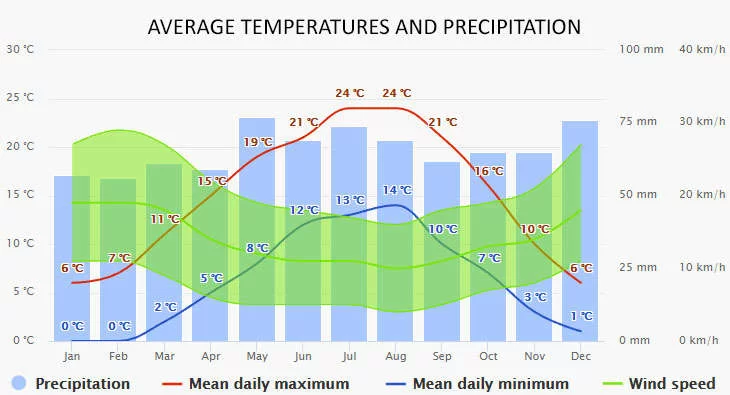 AVERAGE TEMPERATURES AND PRECIPITATION
30 °C 100 mm 40 km/h
25 °C 24 °C 24 °C 75 mm 30 km/h
21 °C 21 °C
20 °C 19 °C
15 °C 15 °C 16 °C 50 mm 20 km/h
14 °C
13 °C
12 °C
11 °C
10 °C 10 °C 10 °C 25 mm 10 km/h
8 °C
6 °C 7 °C 7 °C 6 °C
5 °C 5 °C
3 °C
2 °C
1 °C
0 °C 0 °C 0 °C 0 mm 0 km/h
Jan Feb Mar Apr May Jun Jul Aug Sep Oct Nov Dec
Precipitation Mean daily maximum Mean daily minimum Wind speed